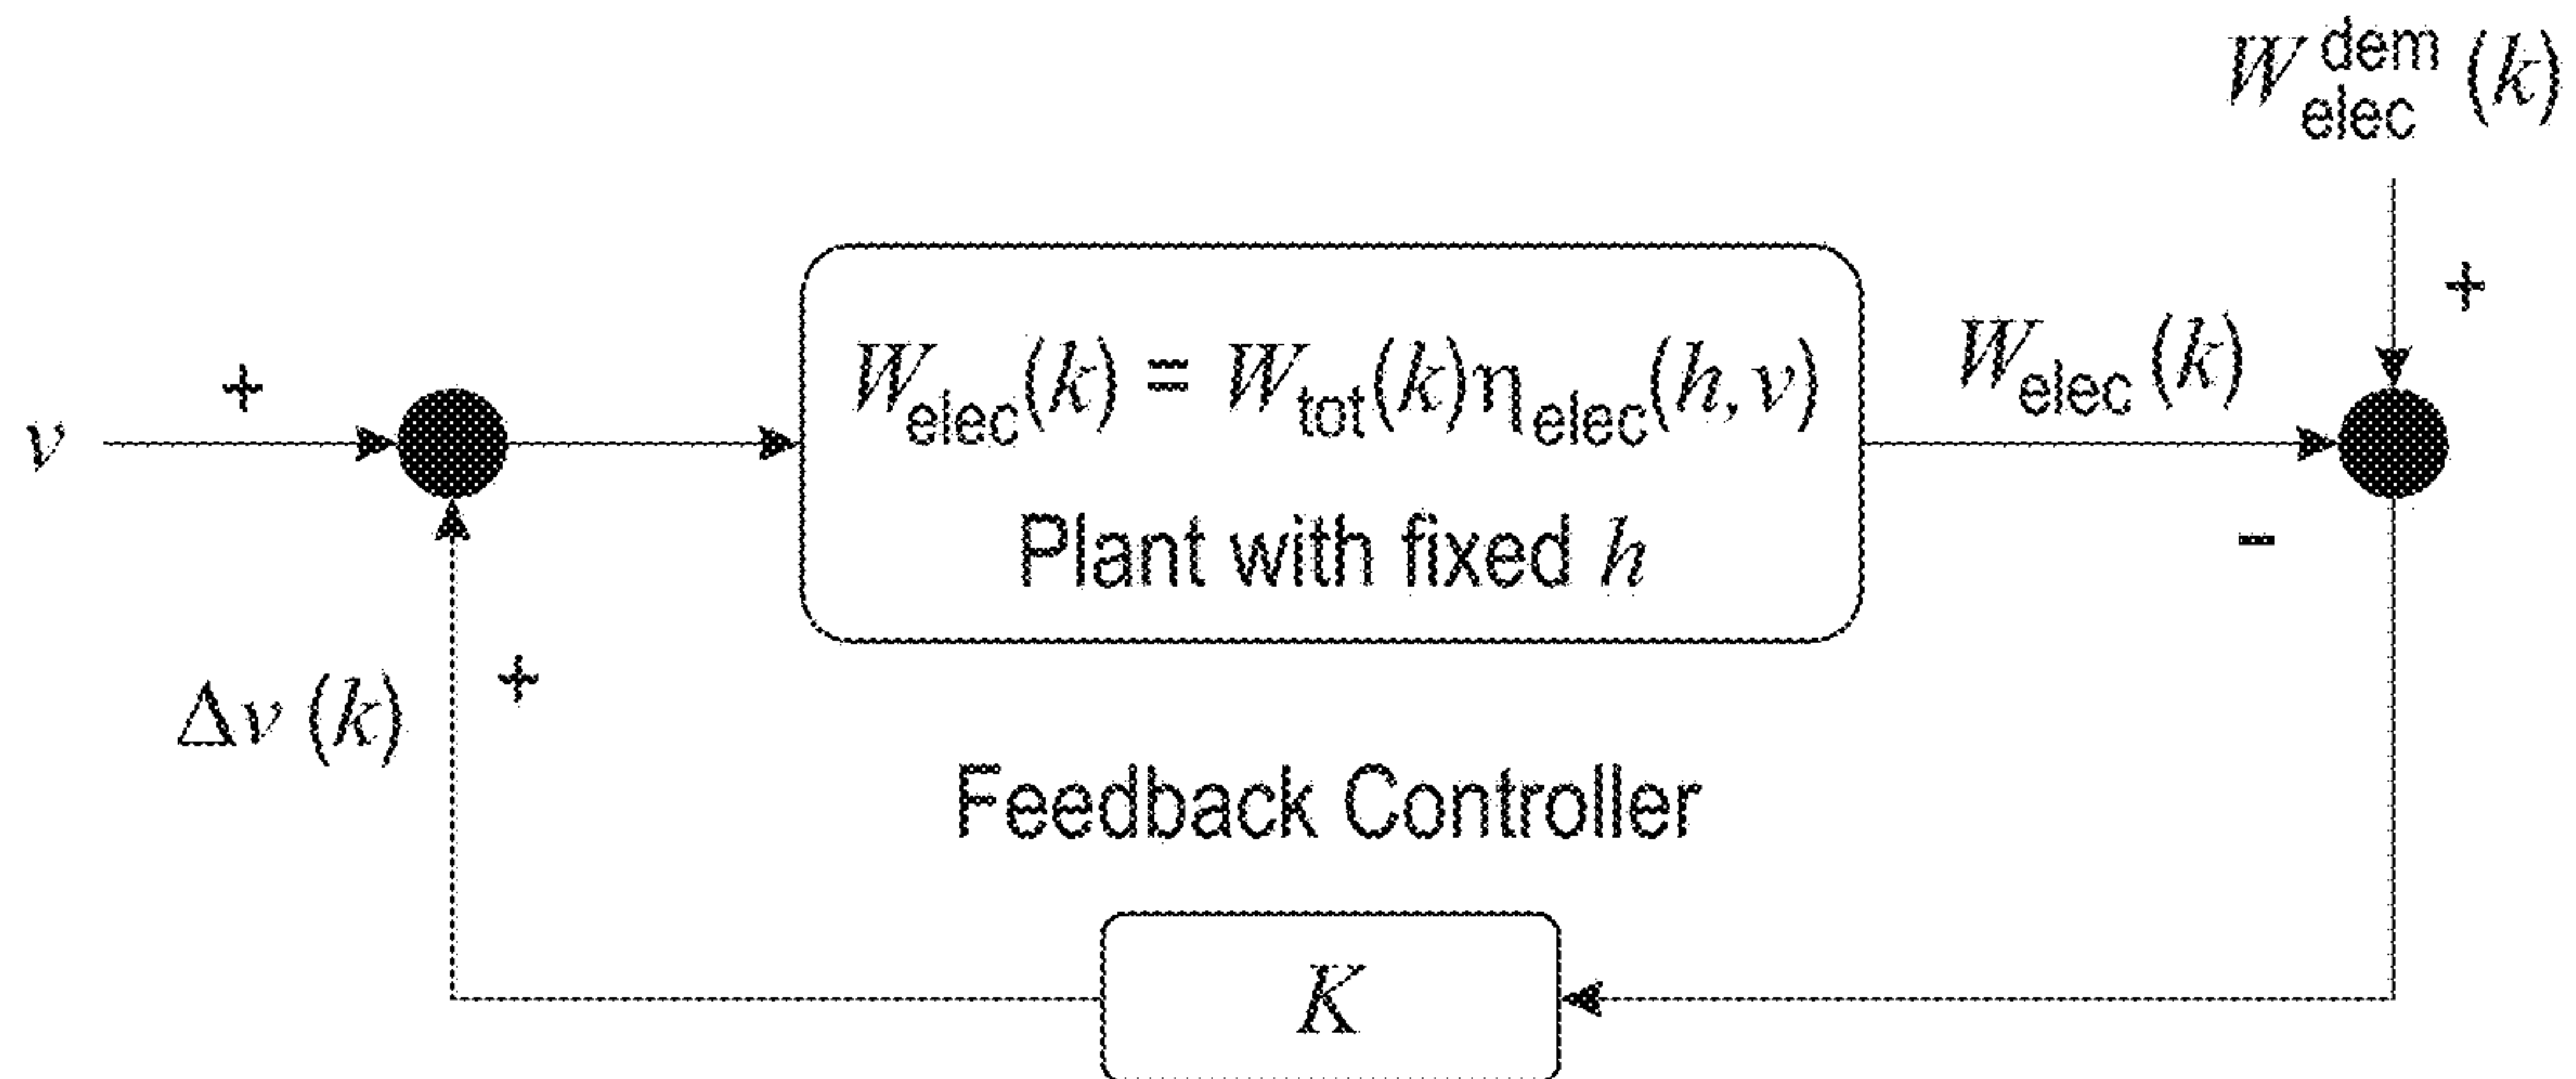 W_elec^dem (k)
+
W_elec(k) = W_tot(k)η_elec(h, v)
W_elec (k)
+
v
Plant with fixed h
-
Δv (k)
+
Feedback Controller
K